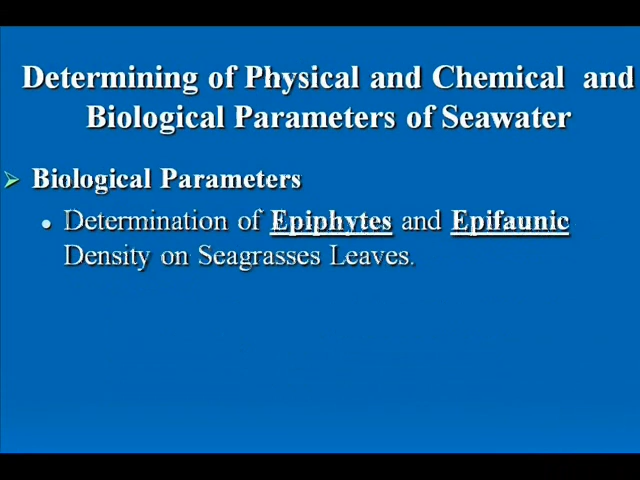 Determining of Physical and Chemical and
Biological Parameters of Seawater
Biological Parameters
Determination of Epiphytes and Epifaunic
Density on Seagrasses Leaves.